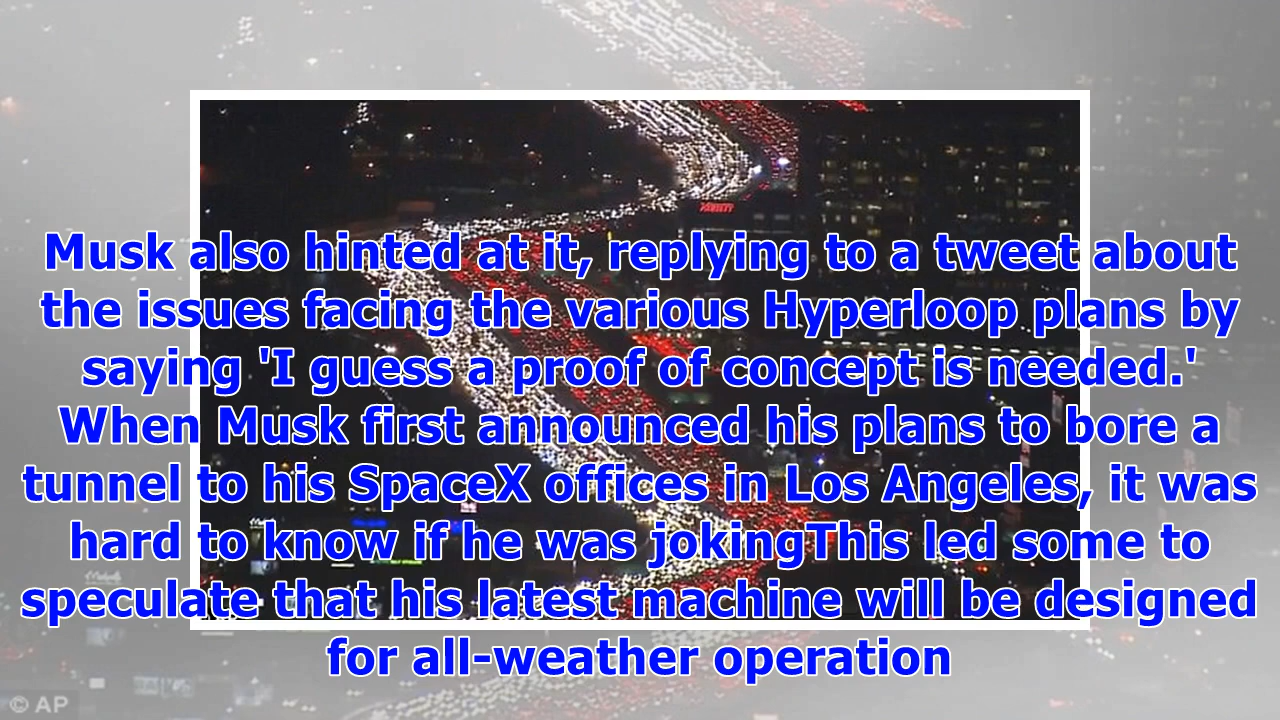 VARIETY
Musk also hinted at it, replying to a tweet about
the issues facing the various Hyperloop plans by
saying 'I guess a proof of concept is needed.'
When Musk first announced his plans to bore a
tunnel to his SpaceX offices in Los Angeles, it was
hard to know if he was jokingThis led some to
speculate that his latest machine will be designed
for all-weather operation
© AP